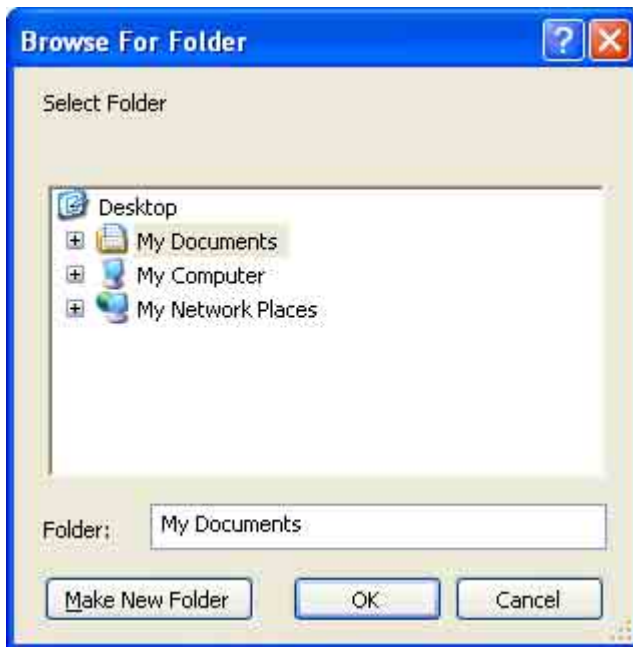 Browse For Folder
Select Folder
Desktop
My Documents
My Computer
My Network Places
Folder: My Documents
Make New Folder OK Cancel